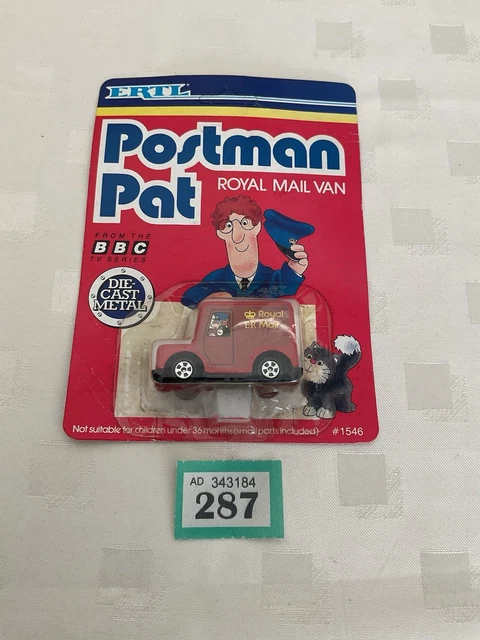 ERTL
Postman
Pat
ROYAL MAIL VAN
FROM THE
BBC
TV SERIES
DIE-
CAST
METAL
Royal
ER Mail
Not suitable for children under 36 months (small parts included)
#1546
AD 343184
287